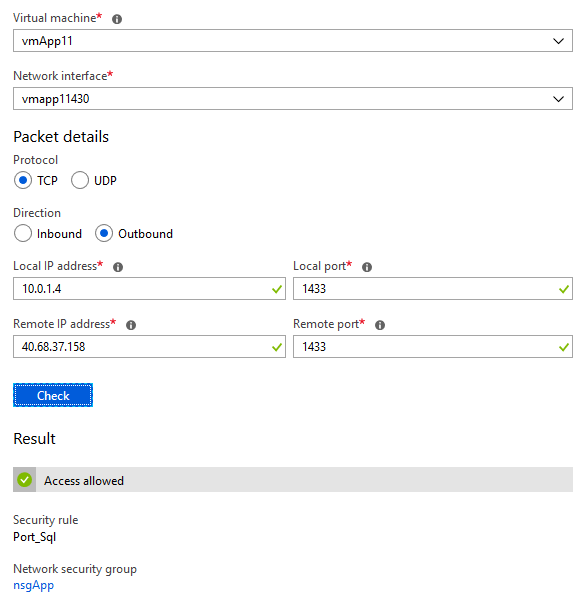 Virtual machine*
vmApp11
Network interface*
vmapp11430
Packet details
Protocol
TCP UDP
Direction
Inbound Outbound
Local IP address* Local port*
10.0.1.4 1433
Remote IP address* Remote port*
40.68.37.158 1433
Check
Result
Access allowed
Security rule
Port_Sql
Network security group
nsgApp